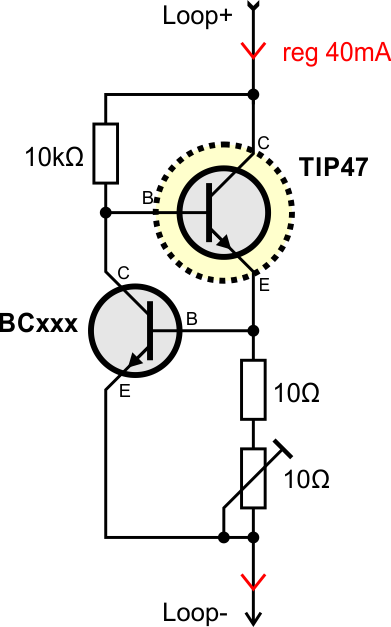 Loop+
reg 40mA
10kΩ
C
B
TIP47
E
C
BCxxx
B
E
10Ω
10Ω
Loop-